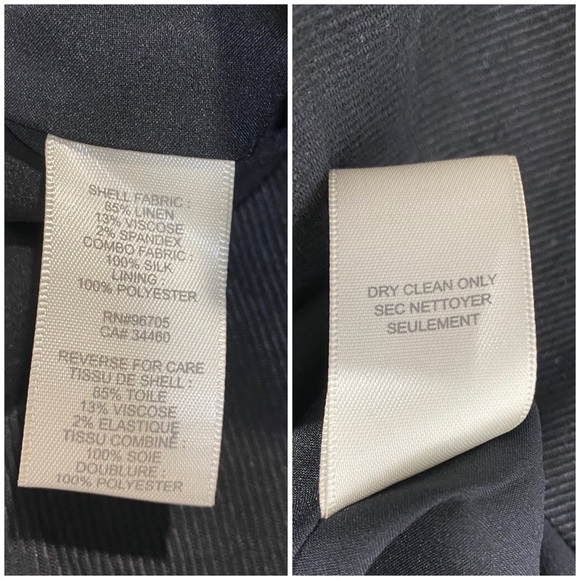 SHELL FABRIC :
85% LINEN
13% VISCOSE
2% SPANDEX
COMBO FABRIC :
100% SILK
LINING
100% POLYESTER
RN#96705
CA# 34460
REVERSE FOR CARE
TISSU DE SHELL :
85% TOILE
13% VISCOSE
2% ELASTIQUE
TISSU COMBINÉ :
100% SOIE
DOUBLURE :
100% POLYESTER
DRY CLEAN ONLY
SEC NETTOYER
SEULEMENT